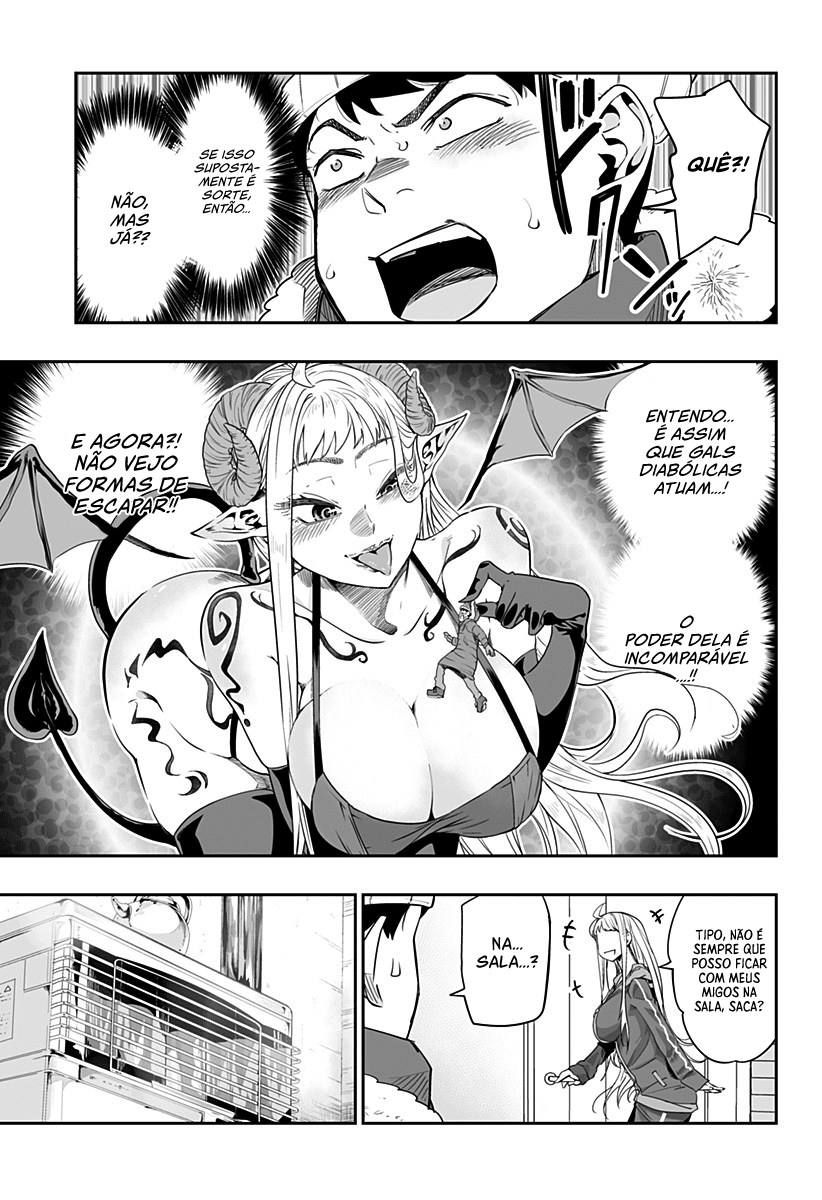 QUÊ?!
SE ISSO
SUPOSTA-
MENTE É
SORTE,
ENTÃO...
NÃO,
MAS
JÁ??
ENTENDO...
É ASSIM
QUE GALS
DIABÓLICAS
ATUAM...!
O
PODER DELA É
INCOMPARÁVEL
...!!
E AGORA?!
NÃO VEJO
FORMAS DE
ESCAPAR!!
TIPO, NÃO É
SEMPRE QUE
POSSO FICAR
COM MEUS
MIGOS NA
SALA, SACA?
NA...
SALA...?